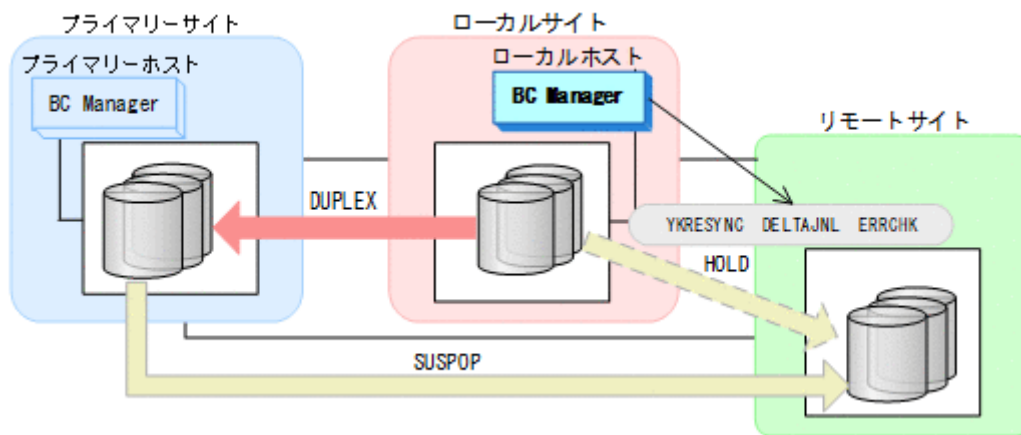 プライマリーサイト
ローカルサイト
プライマリーホスト
ローカルホスト
BC Manager
BC Manager
リモートサイト
DUPLEX
YKRESYNC DELTAJNL ERRCHK
HOLD
SUSPOP